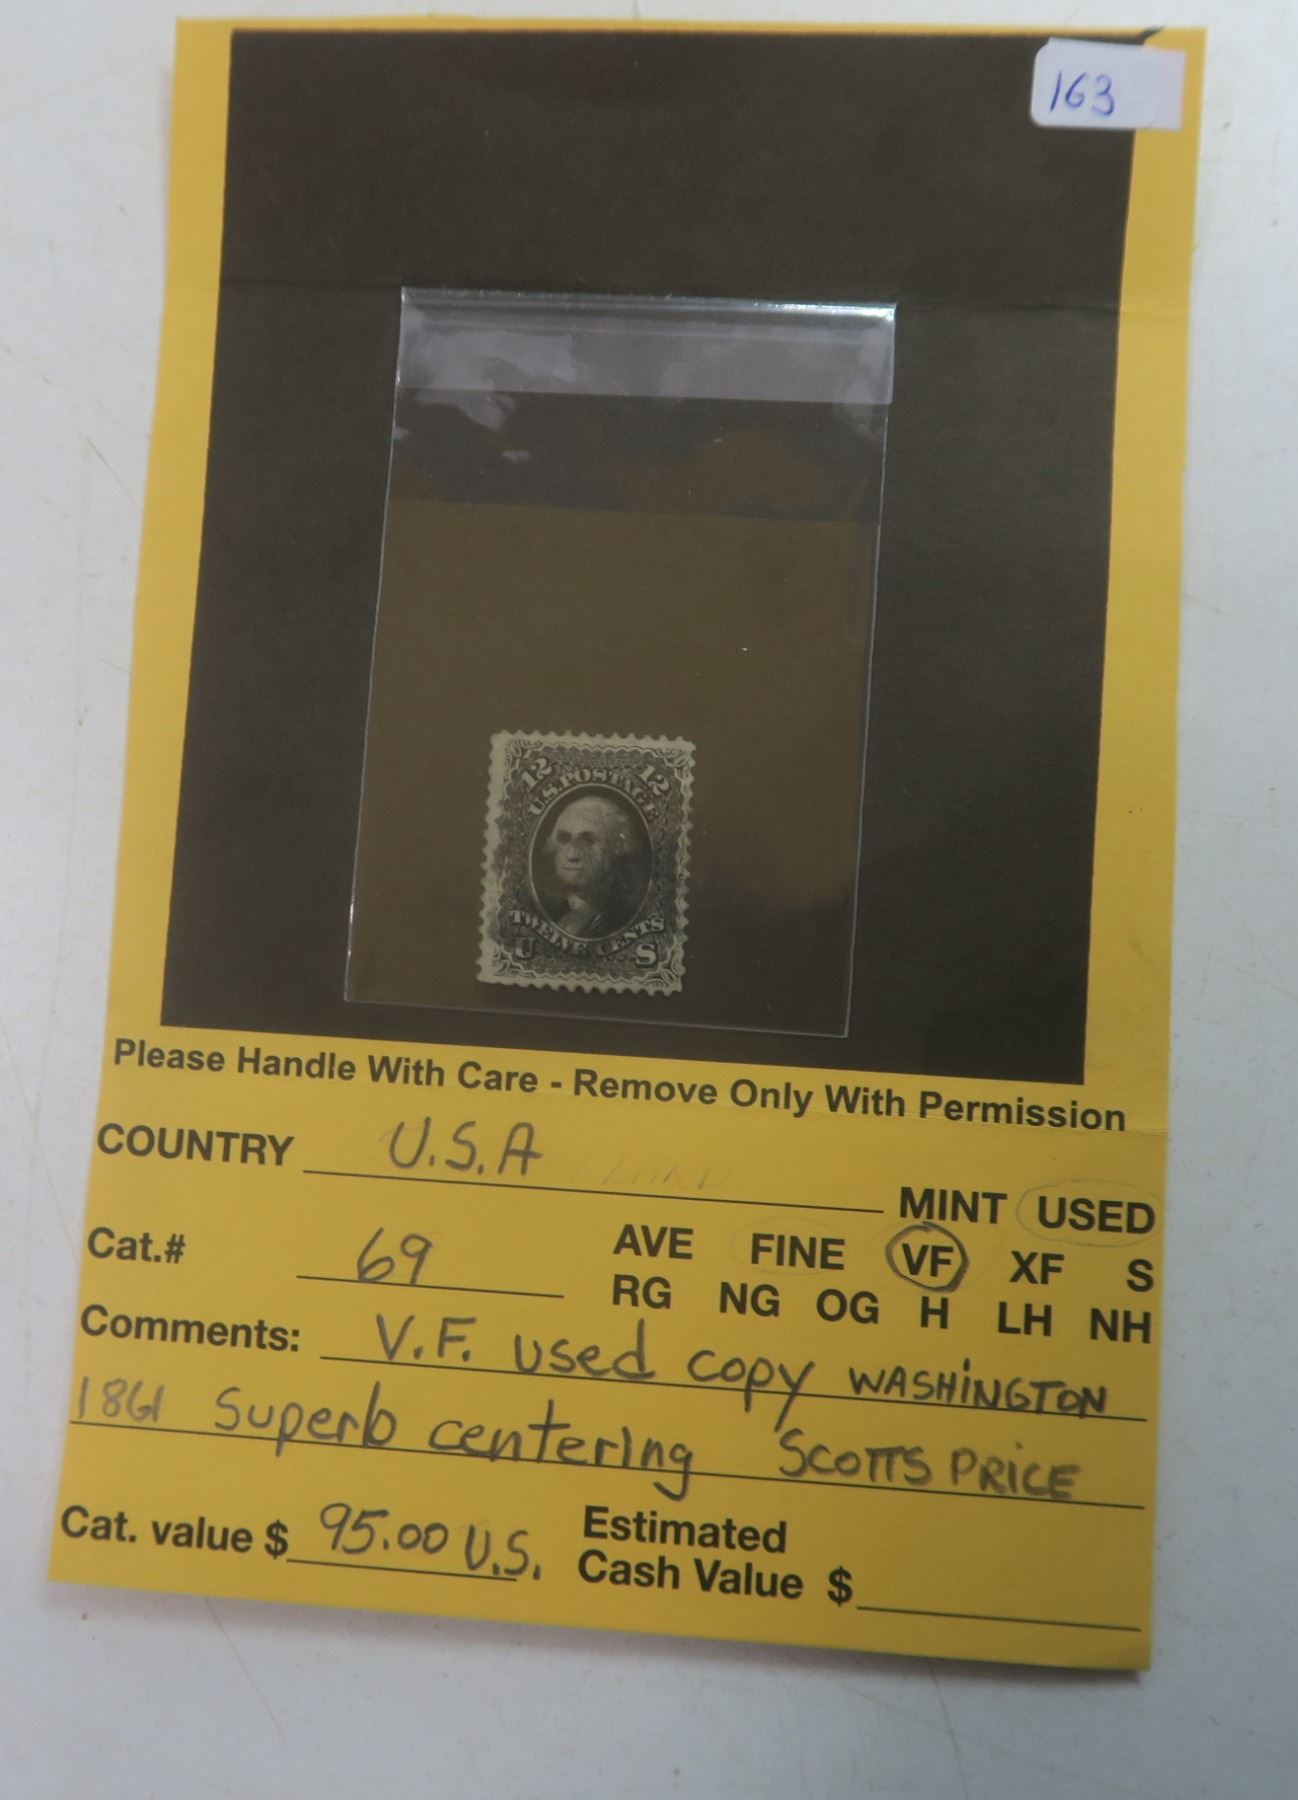 163
12 12
U.S. POSTAGE
TWELVE CENTS
U S
Please Handle With Care - Remove Only With Permission
COUNTRY U.S.A LAND
MINT USED
Cat.# 69 AVE FINE VF XF S
RG NG OG H LH NH
Comments: V.F. used copy WASHINGTON
1861 Superb centering SCOTTS PRICE
Cat. value $ 95.00 U.S. Estimated
Cash Value $